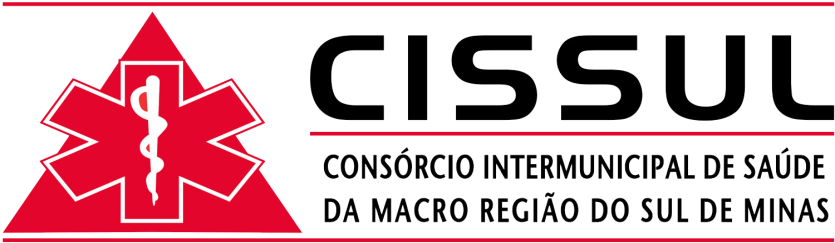 CISSUL
CONSÓRCIO INTERMUNICIPAL DE SAÚDE
DA MACRO REGIÃO DO SUL DE MINAS